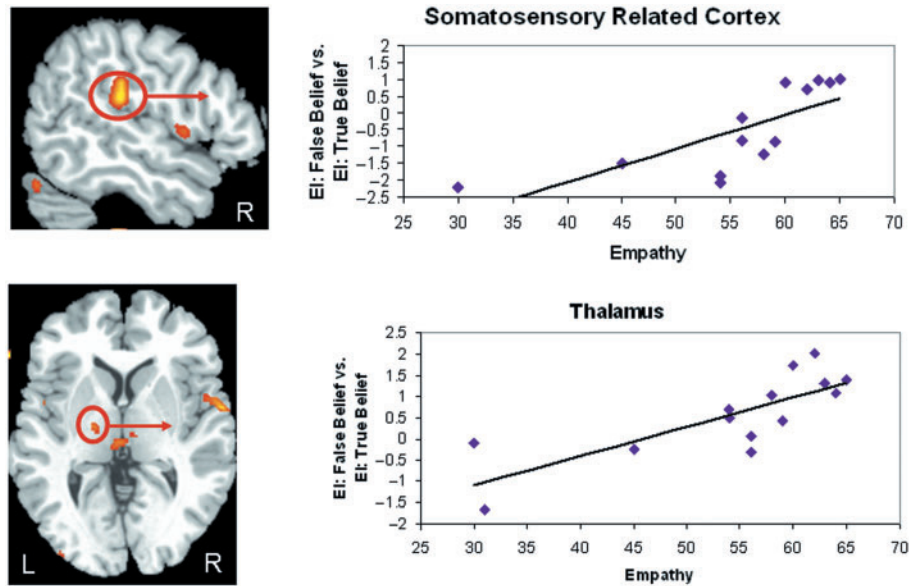 Somatosensory Related Cortex
EI: False Belief vs.
EI: True Belief
2
1.5
1
0.5
0
−0.5
−1
−1.5
−2
−2.5
25 30 35 40 45 50 55 60 65 70
Empathy
R
Thalamus
EI: False Belief vs.
EI: True Belief
2.5
2
1.5
1
0.5
0
−0.5
−1
−1.5
−2
25 30 35 40 45 50 55 60 65 70
Empathy
L R